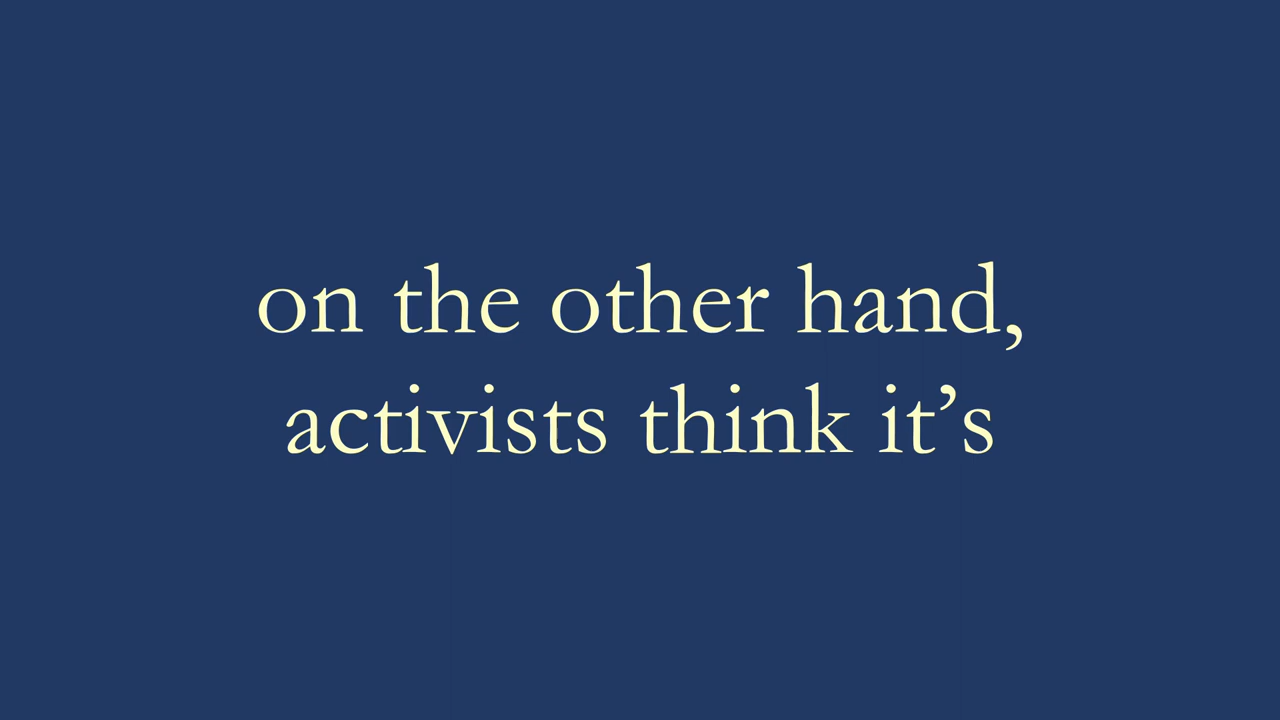 on the other hand,
activists think it’s